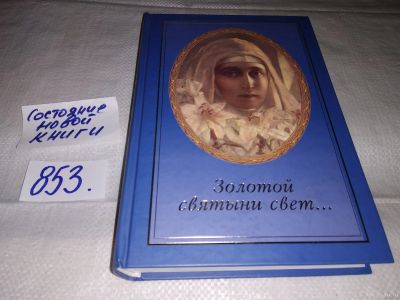 Состояние
новой
книги
853.
Золотой
святыни свет...